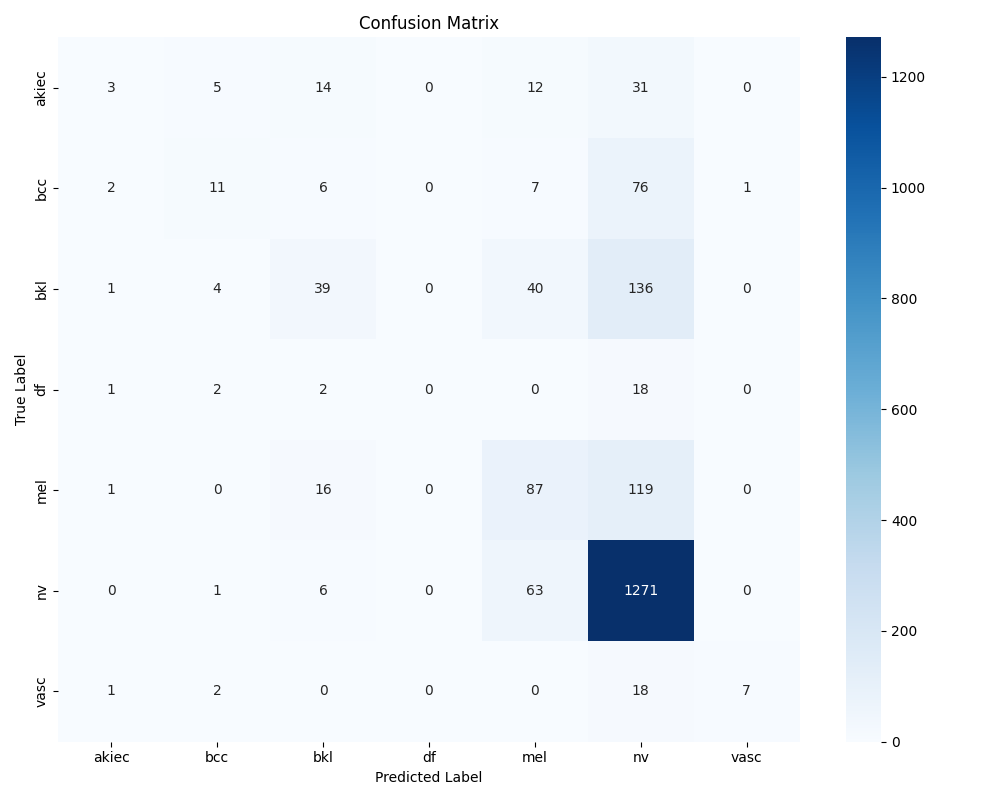 Confusion Matrix
akiec 3 5 14 0 12 31 0
bcc 2 11 6 0 7 76 1
bkl 1 4 39 0 40 136 0
df 1 2 2 0 0 18 0
mel 1 0 16 0 87 119 0
nv 0 1 6 0 63 1271 0
vasc 1 2 0 0 0 18 7
akiec bcc bkl df mel nv vasc
Predicted Label
True Label
1200
1000
800
600
400
200
0